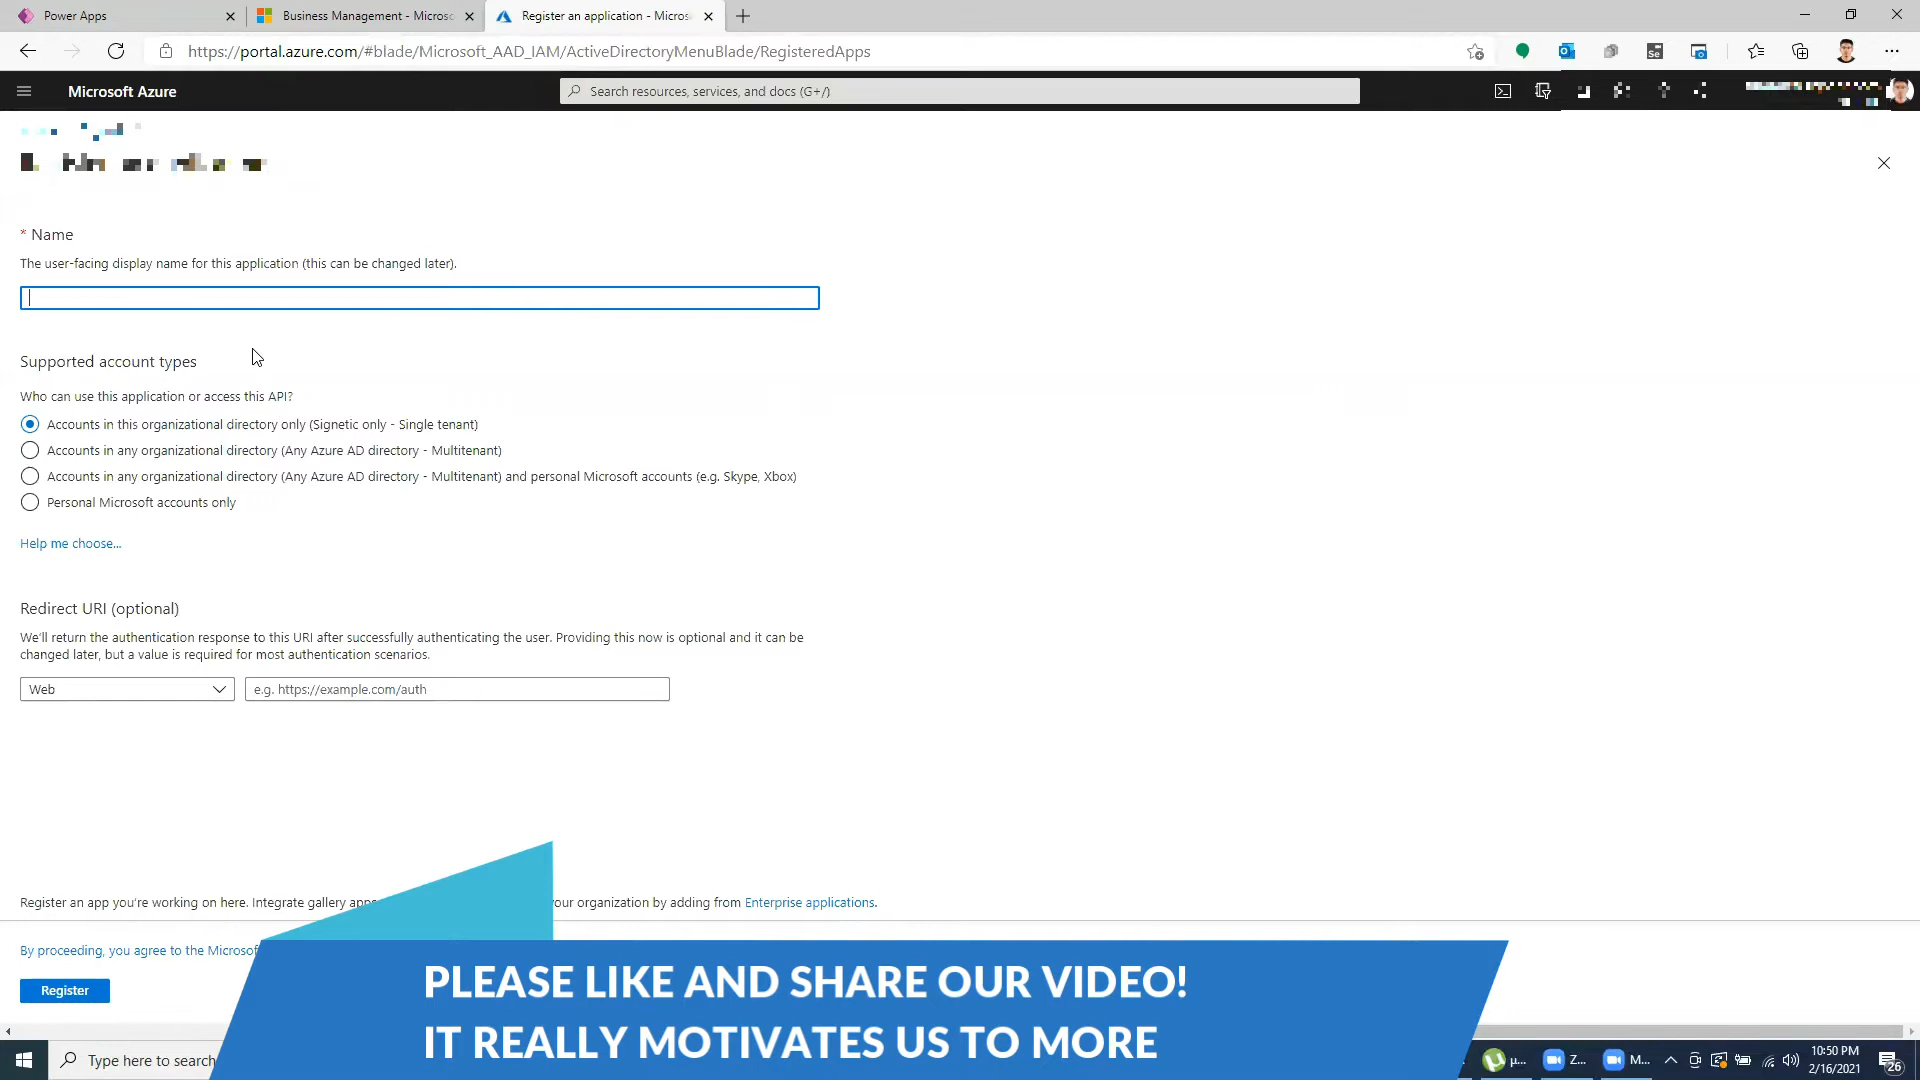 Power Apps
Business Management - Microsc
Register an application - Micros
https://portal.azure.com/#blade/Microsoft_AAD_IAM/ActiveDirectoryMenuBlade/RegisteredApps
Microsoft Azure
Search resources, services, and docs (G+/)
* Name
The user-facing display name for this application (this can be changed later).
Supported account types
Who can use this application or access this API?
Accounts in this organizational directory only (Signetic only - Single tenant)
Accounts in any organizational directory (Any Azure AD directory - Multitenant)
Accounts in any organizational directory (Any Azure AD directory - Multitenant) and personal Microsoft accounts (e.g. Skype, Xbox)
Personal Microsoft accounts only
Help me choose...
Redirect URI (optional)
We'll return the authentication response to this URI after successfully authenticating the user. Providing this now is optional and it can be
changed later, but a value is required for most authentication scenarios.
Web
e.g. https://example.com/auth
Register an app you're working on here. Integrate gallery apps our organization by adding from Enterprise applications.
By proceeding, you agree to the Microsof
Register
PLEASE LIKE AND SHARE OUR VIDEO!
IT REALLY MOTIVATES US TO MORE
Type here to search
µ...
Z...
M...
10:50 PM
2/16/2021
26